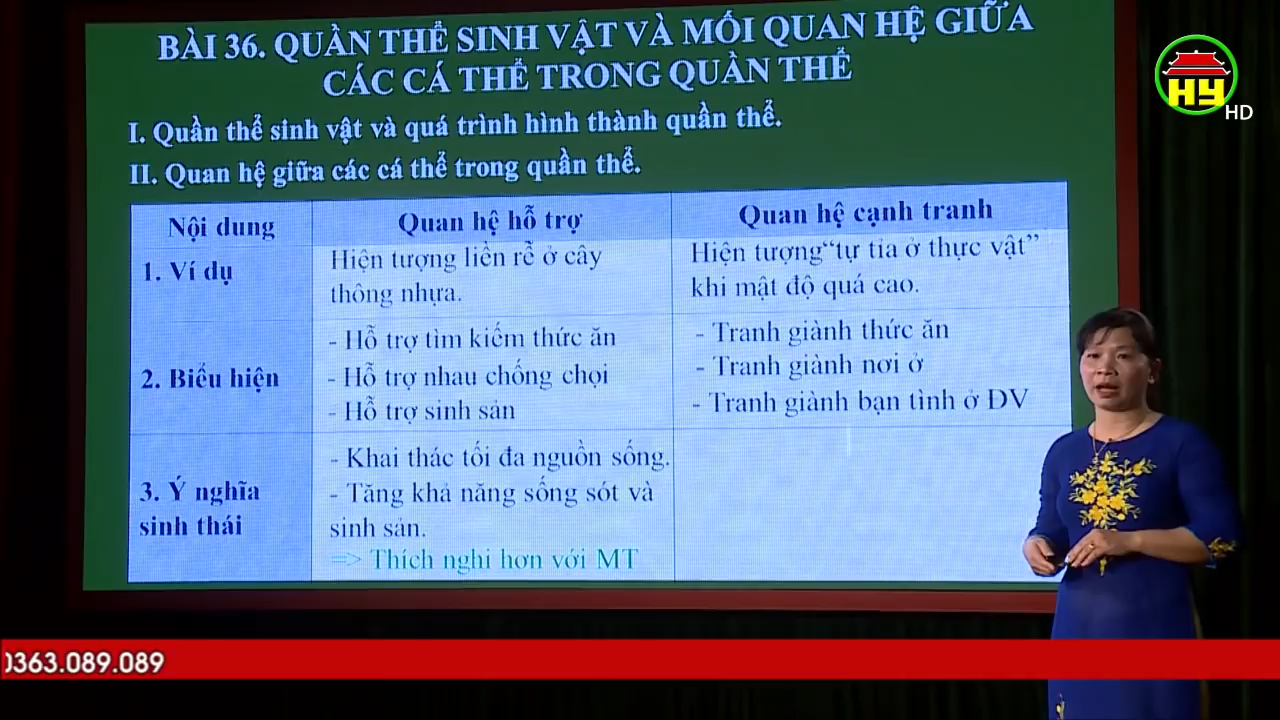 BÀI 36. QUẦN THỂ SINH VẬT VÀ MỐI QUAN HỆ GIỮA
CÁC CÁ THỂ TRONG QUẦN THỂ
I. Quần thể sinh vật và quá trình hình thành quần thể.
II. Quan hệ giữa các cá thể trong quần thể.
Nội dung
Quan hệ hỗ trợ
Quan hệ cạnh tranh
1. Ví dụ
Hiện tượng liền rễ ở cây
thông nhựa.
Hiện tượng“tự tỉa ở thực vật”
khi mật độ quá cao.
2. Biểu hiện
- Hỗ trợ tìm kiếm thức ăn
- Hỗ trợ nhau chống chọi
- Hỗ trợ sinh sản
- Tranh giành thức ăn
- Tranh giành nơi ở
- Tranh giành bạn tình ở ĐV
3. Ý nghĩa
sinh thái
- Khai thác tối đa nguồn sống.
- Tăng khả năng sống sót và
sinh sản.
=> Thích nghi hơn với MT
HY
HD
0363.089.089